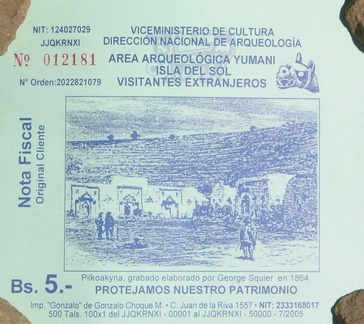 NIT: 124027029
JJQKRNXI
Nº 012181
N° Orden:2022821079
VICEMINISTERIO DE CULTURA
DIRECCIÓN NACIONAL DE ARQUEOLOGÍA
AREA ARQUEOLÓGICA YUMANI
ISLA DEL SOL
VISITANTES EXTRANJEROS
Nota Fiscal
Original Cliente
Pilkoakyna, grabado elaborado por George Squier en 1864.
Bs. 5.-
PROTEJAMOS NUESTRO PATRIMONIO
Imp. "Gonzalo" de Gonzalo Choque M. • C. Juan de la Riva 1557 • NIT: 2333168017
500 Tals. 100x1 del JJQKRNXI - 00001 al JJQKRNXI - 50000 - 7/2005